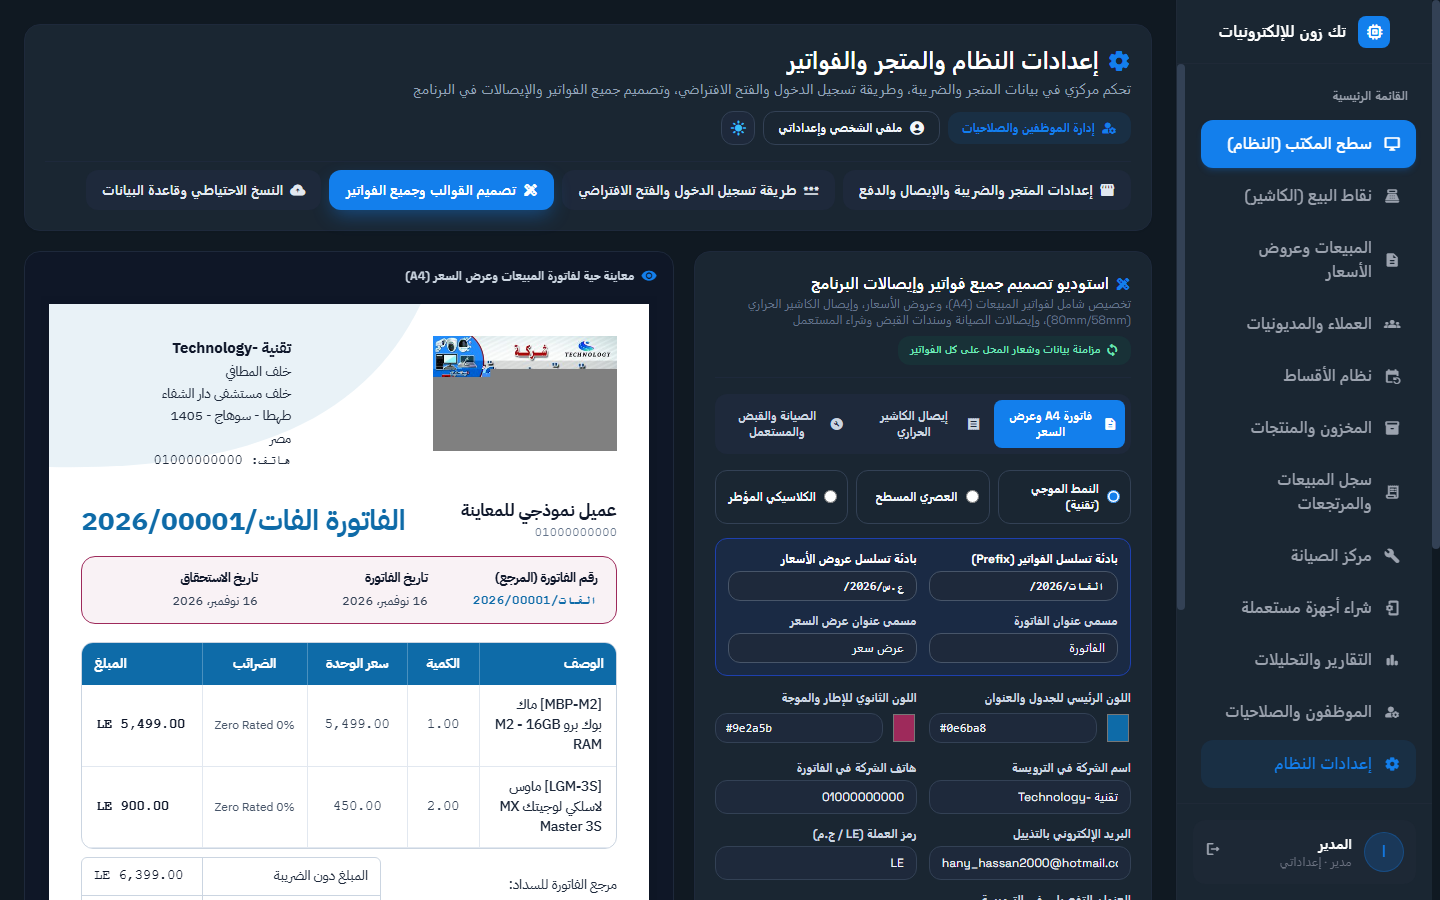 تك زون للإلكترونيات
القائمة الرئيسية
سطح المكتب (النظام)
نقاط البيع (الكاشير)
المبيعات وعروض
الأسعار
العملاء والمديونيات
نظام الأقساط
المخزون والمنتجات
سجل المبيعات
والمرتجعات
مركز الصيانة
شراء أجهزة مستعملة
التقارير والتحليلات
الموظفون والصلاحيات
إعدادات النظام
ا
المدير
مدير · إعداداتي
إعدادات النظام والمتجر والفواتير
تحكم مركزي في بيانات المتجر والضريبة، وطريقة تسجيل الدخول والفتح الافتراضي، وتصميم جميع الفواتير والإيصالات في البرنامج
إدارة الموظفين والصلاحيات
ملفي الشخصي وإعداداتي
إعدادات المتجر والضريبة والإيصال والدفع
طريقة تسجيل الدخول والفتح الافتراضي
تصميم القوالب وجميع الفواتير
النسخ الاحتياطي وقاعدة البيانات
استوديو تصميم جميع فواتير وإيصالات البرنامج
تخصيص شامل لفواتير المبيعات (A4)، وعروض الأسعار، وإيصال الكاشير الحراري
(80mm/58mm)، وإيصالات الصيانة وسندات القبض وشراء المستعمل
مزامنة بيانات وشعار المحل على كل الفواتير
فاتورة A4 وعرض
السعر
إيصال الكاشير
الحراري
الصيانة والقبض
والمستعمل
النمط الموجي
(تقنية)
العصري المسطح
الكلاسيكي المؤطر
بادئة تسلسل الفواتير (Prefix)
بادئة تسلسل عروض الأسعار
الفات/2026/
ع.س/2026/
مسمى عنوان الفاتورة
مسمى عنوان عرض السعر
الفاتورة
عرض سعر
اللون الرئيسي للجدول والعنوان
اللون الثانوي للإطار والموجة
#0e6ba8
#9e2a5b
اسم الشركة في الترويسة
هاتف الشركة في الفاتورة
تقنية -Technology
01000000000
البريد الإلكتروني بالتذييل
رمز العملة (LE / ج.م)
hany_hassan2000@hotmail.cc
LE
معاينة حية لفاتورة المبيعات وعرض السعر (A4)
شركة
TECHNOLOGY
تقنية -Technology
خلف المطافي
خلف مستشفى دار الشفاء
طهطا - سوهاج - 1405
مصر
هاتف: 01000000000
عميل نموذجي للمعاينة
01000000000
الفاتورة الفات/2026/00001
رقم الفاتورة (المرجع)
تاريخ الفاتورة
تاريخ الاستحقاق
الفات/2026/00001
16 نوفمبر، 2026
16 نوفمبر، 2026
الوصف
الكمية
سعر الوحدة
الضرائب
المبلغ
[MBP-M2] ماك
بوك برو M2 - 16GB
RAM
1.00
5,499.00
Zero Rated 0%
LE 5,499.00
[LGM-3S] ماوس
لاسلكي لوجيتك MX
Master 3S
2.00
450.00
Zero Rated 0%
LE 900.00
مرجع الفاتورة للسداد:
المبلغ دون الضريبة
LE 6,399.00